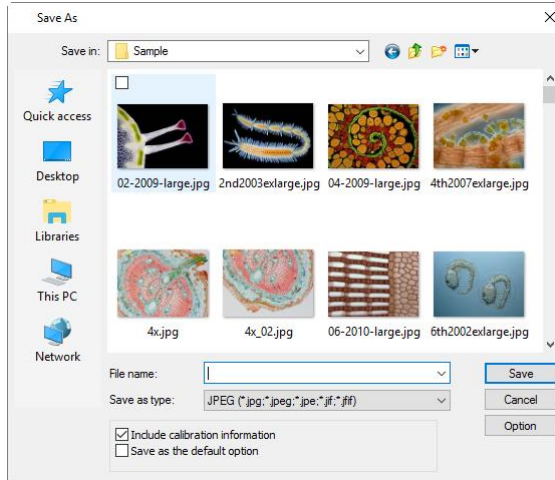 Save As
Save in:
Sample
Quick access
Desktop
Libraries
This PC
Network
02-2009-large.jpg
2nd2003exlarge.jpg
04-2009-large.jpg
4th2007exlarge.jpg
4x.jpg
4x_02.jpg
06-2010-large.jpg
6th2002exlarge.jpg
File name:
Save
Save as type:
JPEG (*.jpg;*.jpeg;*.jpe;*.jif;*.jfif)
Cancel
Option
Include calibration information
Save as the default option